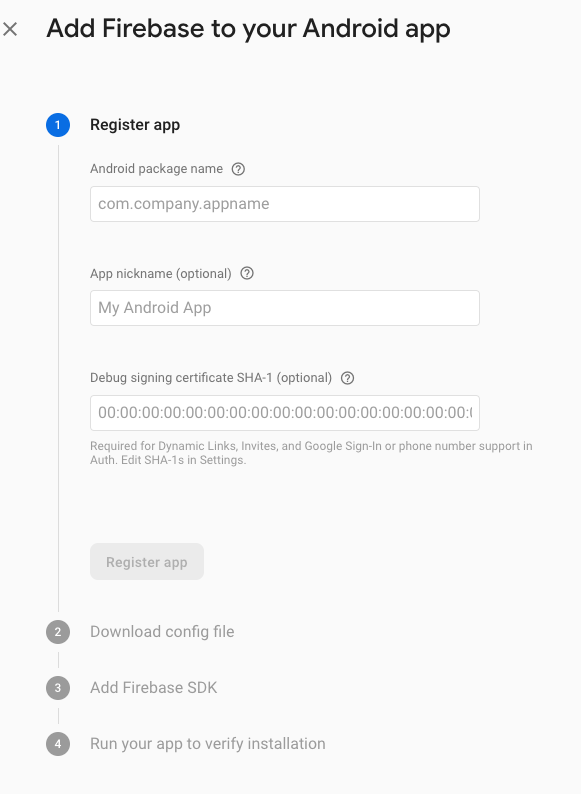 Add Firebase to your Android app
1
Register app
Android package name
com.company.appname
App nickname (optional)
My Android App
Debug signing certificate SHA-1 (optional)
00:00:00:00:00:00:00:00:00:00:00:00:00:00:00:00:00:(
Required for Dynamic Links, Invites, and Google Sign-In or phone number support in
Auth. Edit SHA-1s in Settings.
Register app
2
Download config file
3
Add Firebase SDK
4
Run your app to verify installation